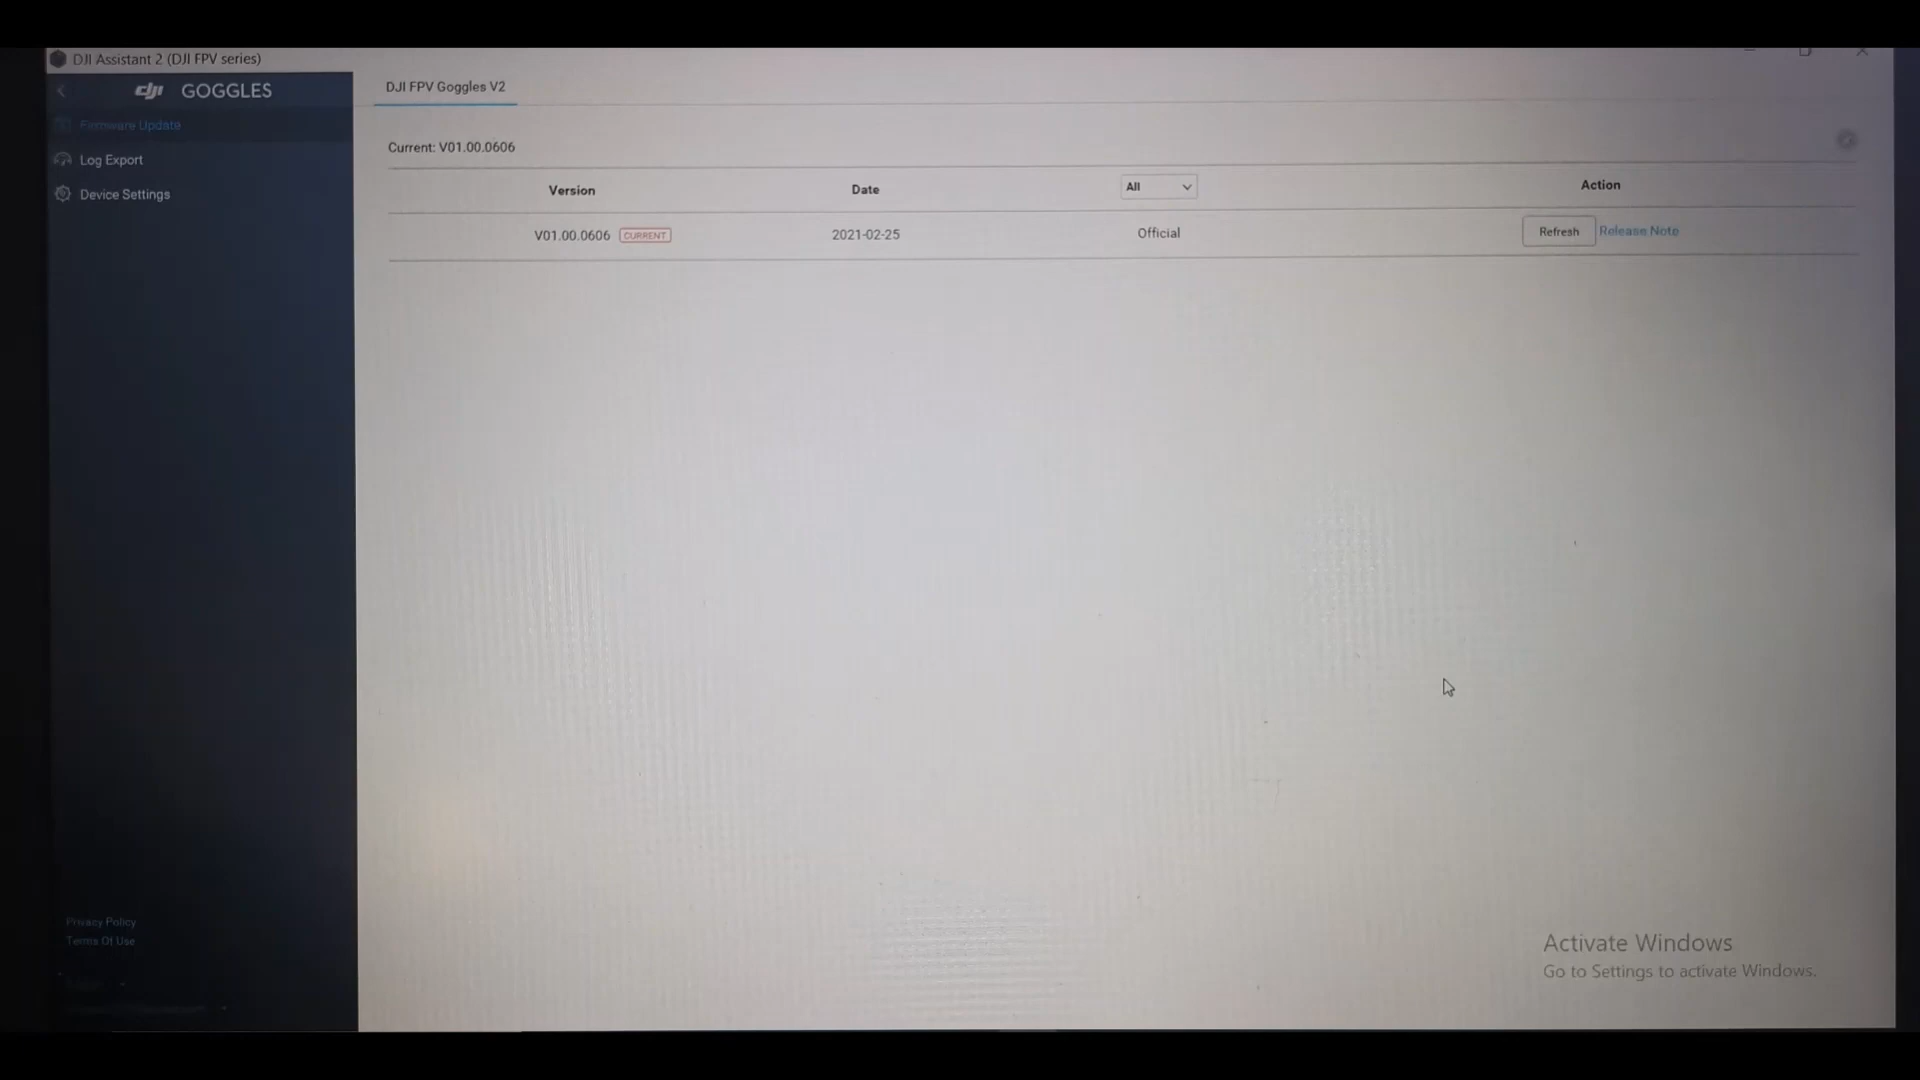 DJI Assistant 2 (DJI FPV series)
dji GOGGLES
Firmware Update
Log Export
Device Settings
DJI FPV Goggles V2
Current: V01.00.0606
Version Date All Action
V01.00.0606 CURRENT 2021-02-25 Official Refresh Release Note
Privacy Policy
Terms Of Use
Activate Windows
Go to Settings to activate Windows.